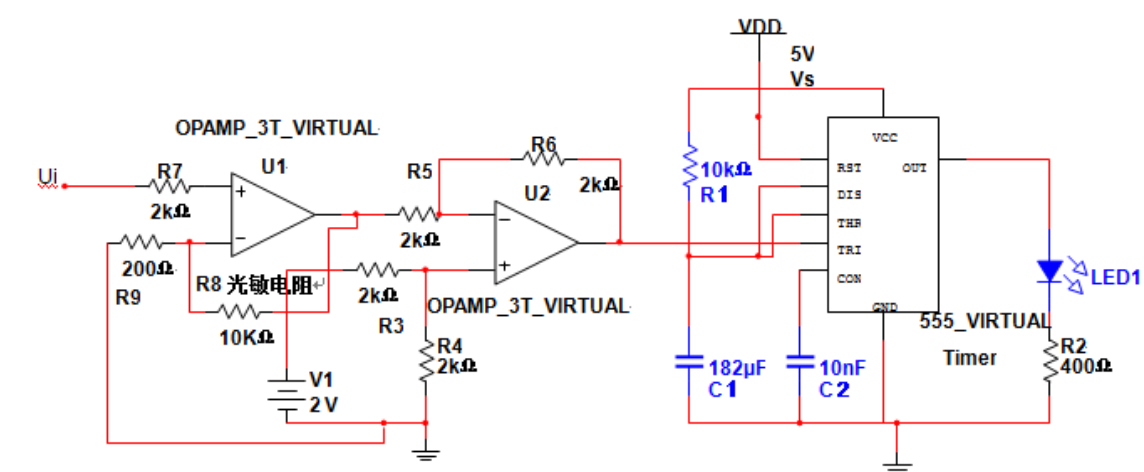 VDD
5V
Vs
OPAMP_3T_VIRTUAL
U1
Ui
R7
2kΩ
200Ω
R9
R8 光敏电阻
10KΩ
R5
2kΩ
R6
2kΩ
U2
2kΩ
R3
OPAMP_3T_VIRTUAL
R4
2kΩ
V1
2 V
10kΩ
R1
VCC
RST
OUT
DIS
THR
TRI
CON
GND
555_VIRTUAL
Timer
182µF
C1
10nF
C2
LED1
R2
400Ω